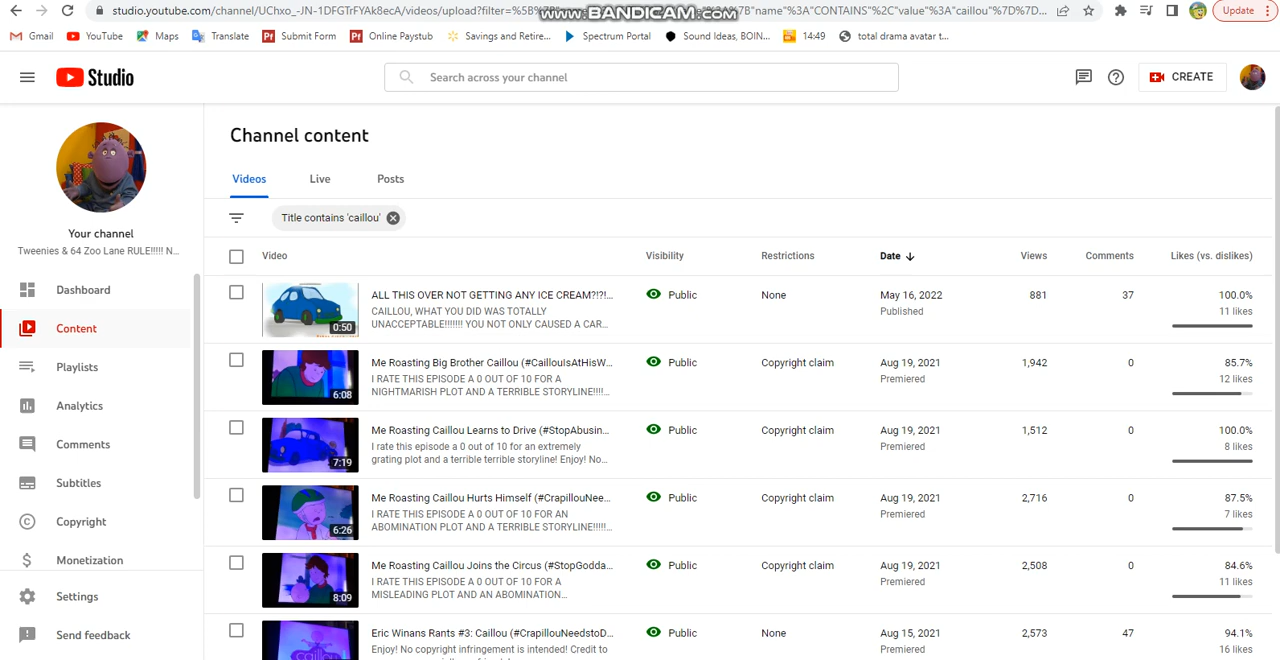 studio.youtube.com/channel/UChxo_-JN-1DFGTrFYAk8ecA/videos/upload?filter=%5B%7B
www.BANDICAM.com
"name"%3A"CONTAINS"%2C"value"%3A"caillou"%7D%7D...
Update
Gmail YouTube Maps Translate Submit Form Online Paystub Savings and Retire... Spectrum Portal Sound Ideas, BOIN... 14:49 total drama avatar t...
Studio
Search across your channel
CREATE
Your channel
Tweenies & 64 Zoo Lane RULE!!!!! N...
Dashboard
Content
Playlists
Analytics
Comments
Subtitles
Copyright
Monetization
Settings
Send feedback
Channel content
Videos Live Posts
Title contains 'caillou'
Video Visibility Restrictions Date Views Comments Likes (vs. dislikes)
ALL THIS OVER NOT GETTING ANY ICE CREAM?!?!... Public None May 16, 2022 881 37 100.0%
CAILLOU, WHAT YOU DID WAS TOTALLY Published 11 likes
UNACCEPTABLE!!!!!!! YOU NOT ONLY CAUSED A CAR...
0:50
Me Roasting Big Brother Caillou (#CaillouIsAtHisW... Public Copyright claim Aug 19, 2021 1,942 0 85.7%
I RATE THIS EPISODE A 0 OUT OF 10 FOR A Premiered 12 likes
NIGHTMARISH PLOT AND A TERRIBLE STORYLINE!!!!...
6:08
Me Roasting Caillou Learns to Drive (#StopAbusin... Public Copyright claim Aug 19, 2021 1,512 0 100.0%
I rate this episode a 0 out of 10 for an extremely Premiered 8 likes
grating plot and a terrible terrible storyline! Enjoy! No...
7:19
Me Roasting Caillou Hurts Himself (#CrapillouNee... Public Copyright claim Aug 19, 2021 2,716 0 87.5%
I RATE THIS EPISODE A 0 OUT OF 10 FOR AN Premiered 7 likes
ABOMINATION PLOT AND A TERRIBLE STORYLINE!!!!!...
6:26
Me Roasting Caillou Joins the Circus (#StopGodda... Public Copyright claim Aug 19, 2021 2,508 0 84.6%
I RATE THIS EPISODE A 0 OUT OF 10 FOR A Premiered 11 likes
MISLEADING PLOT AND AN ABOMINATION...
8:09
Eric Winans Rants #3: Caillou (#CrapillouNeedstoD... Public None Aug 15, 2021 2,573 47 94.1%
Enjoy! No copyright infringement is intended! Credit to Premiered 16 likes
caillou